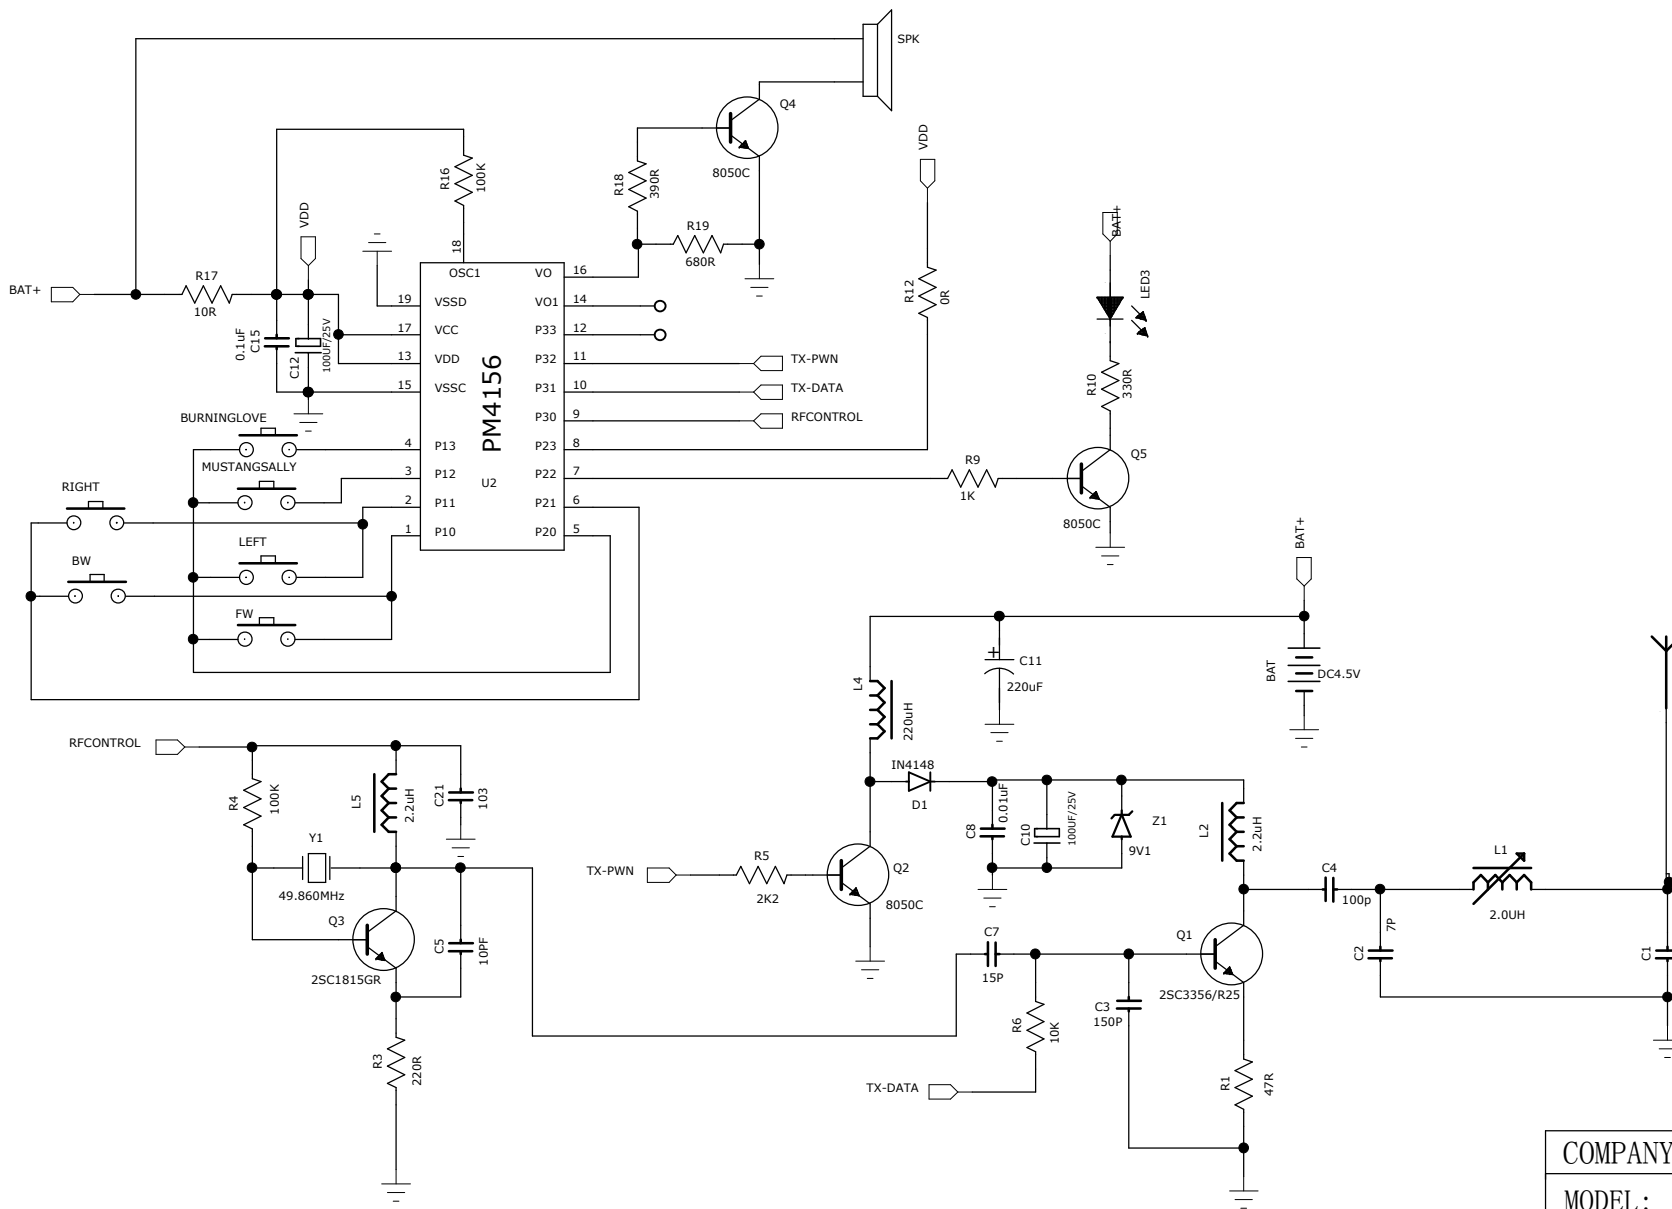 SPK
Q4
8050C
VDD
R16
100K
R18
390R
R19
680R
VDD
BAT+
LED3
BAT+
R17
10R
0.1uF
C15
C12
100UF/25V
R12
0R
R10
330R
18
OSC1
19
VSSD
17
VCC
13
VDD
15
VSSC
4
P13
3
P12
2
P11
1
P10
PM4156
U2
VO
16
VO1
14
P33
12
P32
11
TX-PWN
P31
10
TX-DATA
P30
9
RFCONTROL
P23
8
P22
7
P21
6
P20
5
R9
1K
Q5
8050C
BURNINGLOVE
MUSTANGSALLY
RIGHT
LEFT
BW
FW
BAT+
BAT
DC4.5V
C11
220uF
L4
220uH
RFCONTROL
R4
100K
L5
2.2uH
C21
103
Y1
49.860MHz
Q3
2SC1815GR
C5
10PF
R3
220R
IN4148
D1
C8
0.01uF
C10
100UF/25V
Z1
9V1
L2
2.2uH
TX-PWN
R5
2K2
Q2
8050C
C7
15P
R6
10K
C3
150P
TX-DATA
Q1
2SC3356/R25
R1
47R
C4
100p
C2
7P
L1
2.0UH
C1
COMPANY
MODEL: